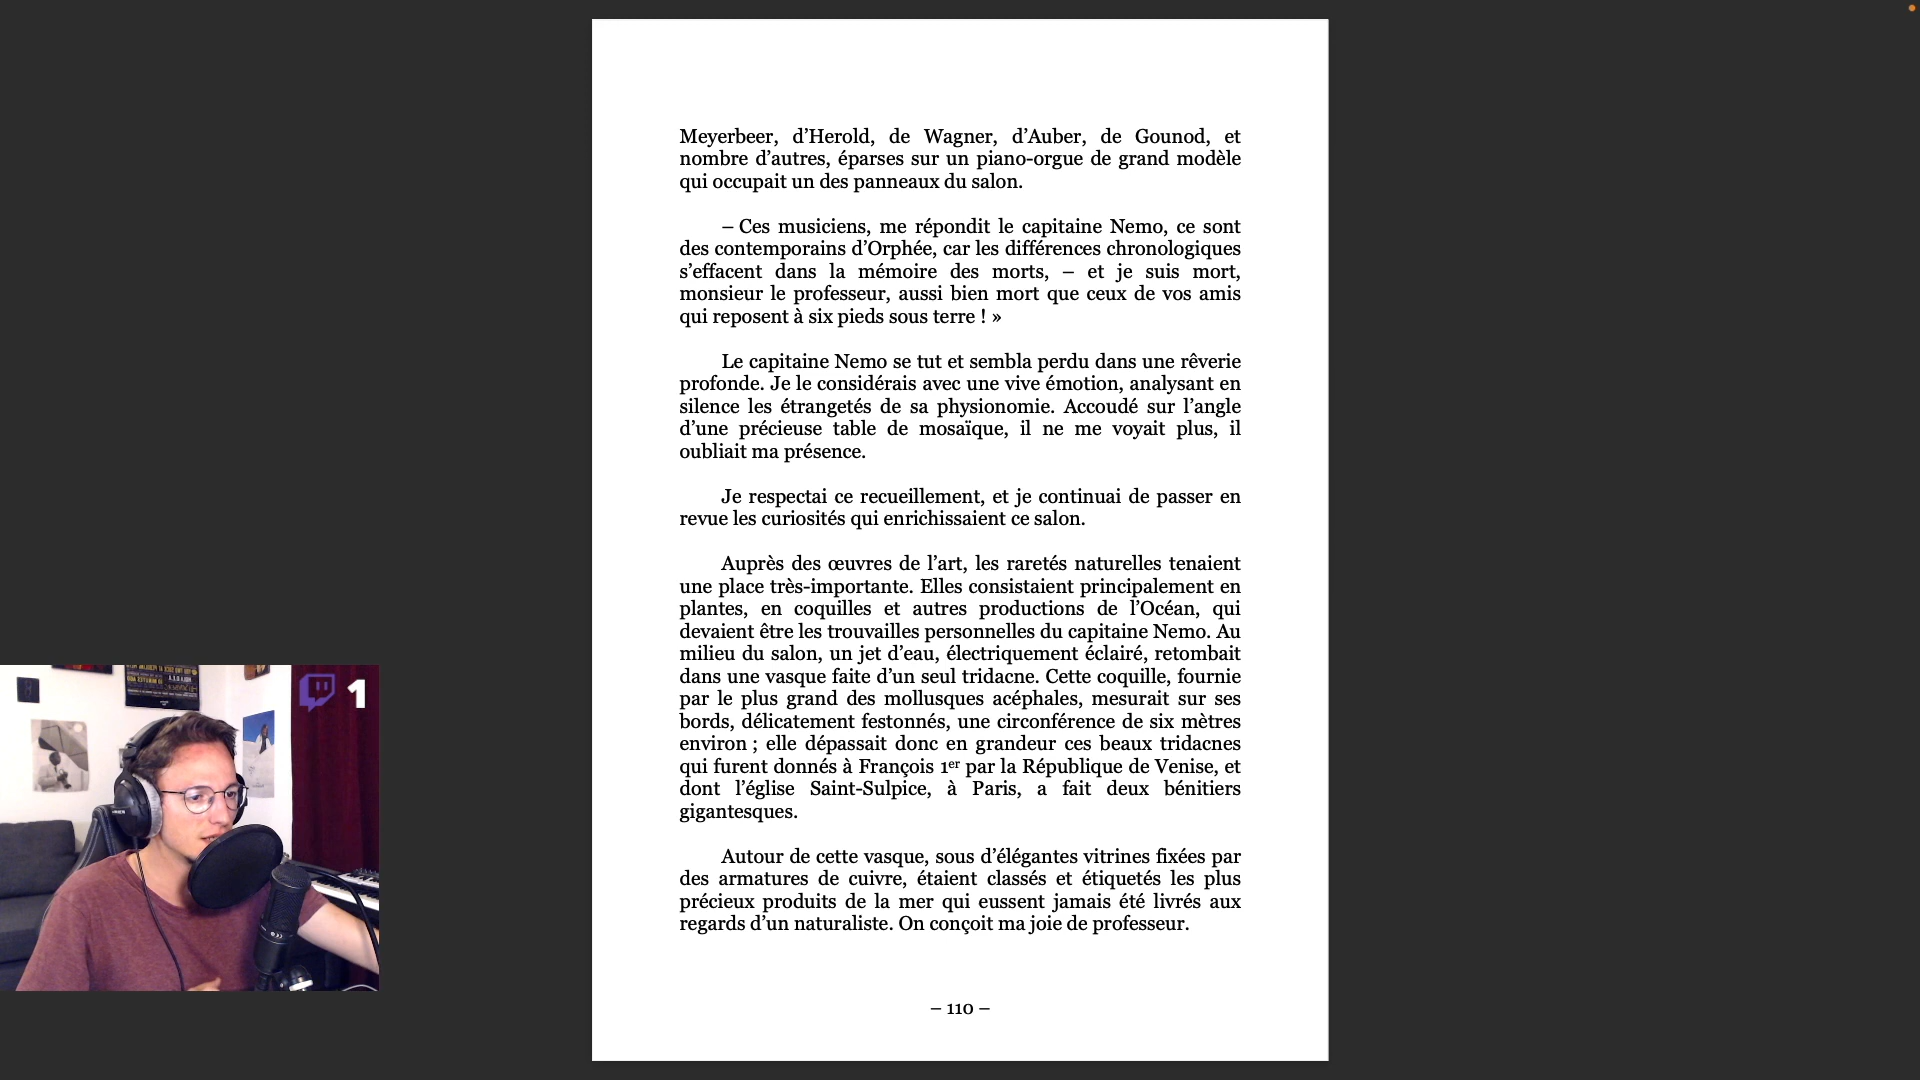 Meyerbeer, d’Herold, de Wagner, d’Auber, de Gounod, et
nombre d’autres, éparses sur un piano-orgue de grand modèle
qui occupait un des panneaux du salon.
– Ces musiciens, me répondit le capitaine Nemo, ce sont
des contemporains d’Orphée, car les différences chronologiques
s’effacent dans la mémoire des morts, – et je suis mort,
monsieur le professeur, aussi bien mort que ceux de vos amis
qui reposent à six pieds sous terre ! »
Le capitaine Nemo se tut et sembla perdu dans une rêverie
profonde. Je le considérais avec une vive émotion, analysant en
silence les étrangetés de sa physionomie. Accoudé sur l’angle
d’une précieuse table de mosaïque, il ne me voyait plus, il
oubliait ma présence.
Je respectai ce recueillement, et je continuai de passer en
revue les curiosités qui enrichissaient ce salon.
Auprès des œuvres de l’art, les raretés naturelles tenaient
une place très-importante. Elles consistaient principalement en
plantes, en coquilles et autres productions de l’Océan, qui
devaient être les trouvailles personnelles du capitaine Nemo. Au
milieu du salon, un jet d’eau, électriquement éclairé, retombait
dans une vasque faite d’un seul tridacne. Cette coquille, fournie
par le plus grand des mollusques acéphales, mesurait sur ses
bords, délicatement festonnés, une circonférence de six mètres
environ ; elle dépassait donc en grandeur ces beaux tridacnes
qui furent donnés à François 1er par la République de Venise, et
dont l’église Saint-Sulpice, à Paris, a fait deux bénitiers
gigantesques.
Autour de cette vasque, sous d’élégantes vitrines fixées par
des armatures de cuivre, étaient classés et étiquetés les plus
précieux produits de la mer qui eussent jamais été livrés aux
regards d’un naturaliste. On conçoit ma joie de professeur.
– 110 –
1